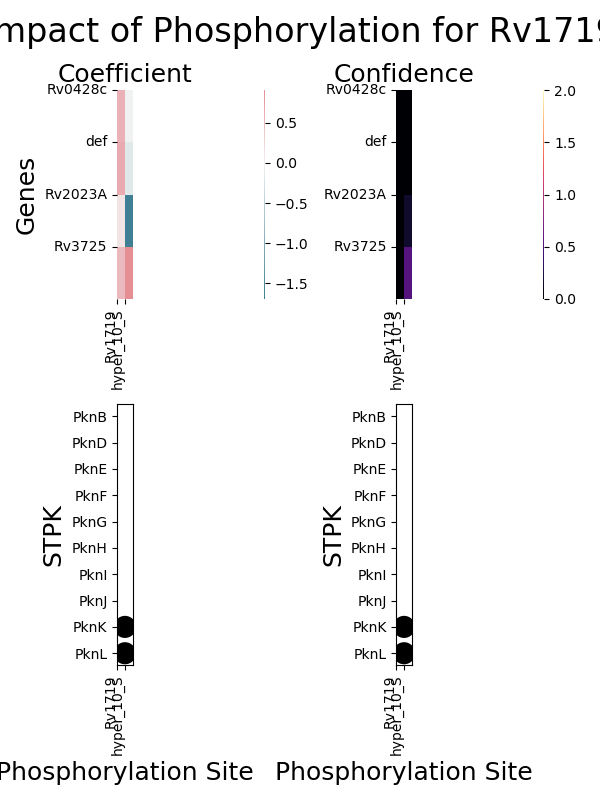 mpact of Phosphorylation for Rv1719
Coefficient
Confidence
Genes
Rv0428c
def
Rv2023A
Rv3725
0.5
0.0
−0.5
−1.0
−1.5
Rv1719
hyper_10_S
Rv0428c
def
Rv2023A
Rv3725
2.0
1.5
1.0
0.5
0.0
Rv1719
hyper_10_S
STPK
PknB
PknD
PknE
PknF
PknG
PknH
PknI
PknJ
PknK
PknL
Rv1719
hyper_10_S
Phosphorylation Site
STPK
PknB
PknD
PknE
PknF
PknG
PknH
PknI
PknJ
PknK
PknL
Rv1719
hyper_10_S
Phosphorylation Site